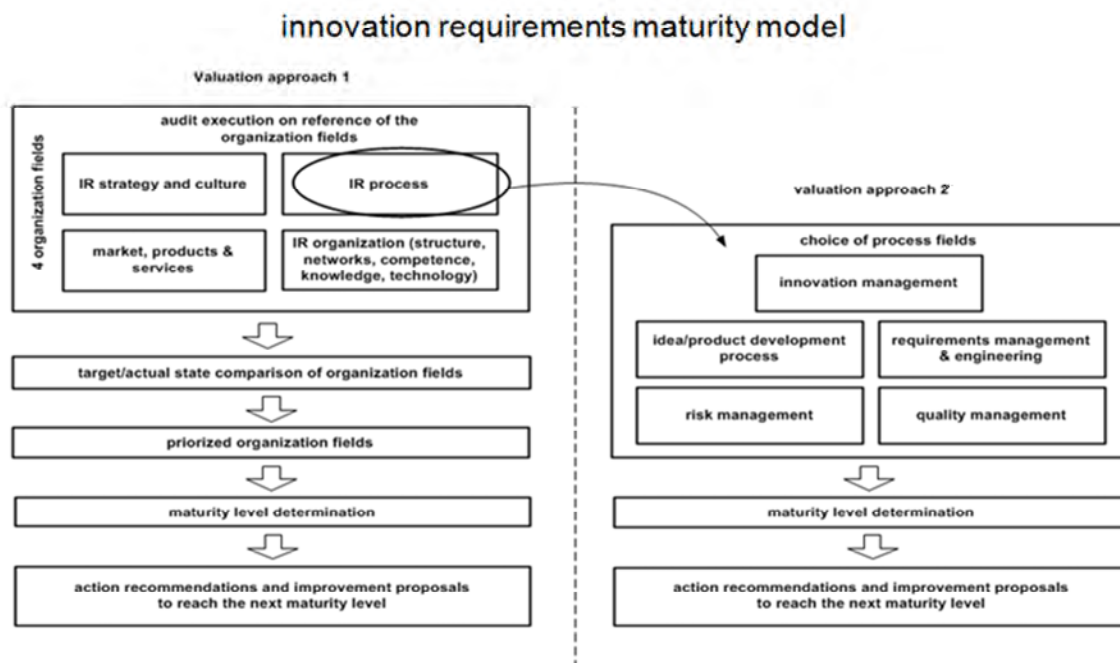 innovation requirements maturity model
Valuation approach 1
audit execution on reference of the
organization fields
4 organization fields
IR strategy and culture
IR process
market, products &
services
IR organization (structure,
networks, competence,
knowledge, technology)
target/actual state comparison of organization fields
priorized organization fields
maturity level determination
action recommendations and improvement proposals
to reach the next maturity level
valuation approach 2
choice of process fields
innovation management
idea/product development
process
requirements management
& engineering
risk management
quality management
maturity level determination
action recommendations and improvement proposals
to reach the next maturity level